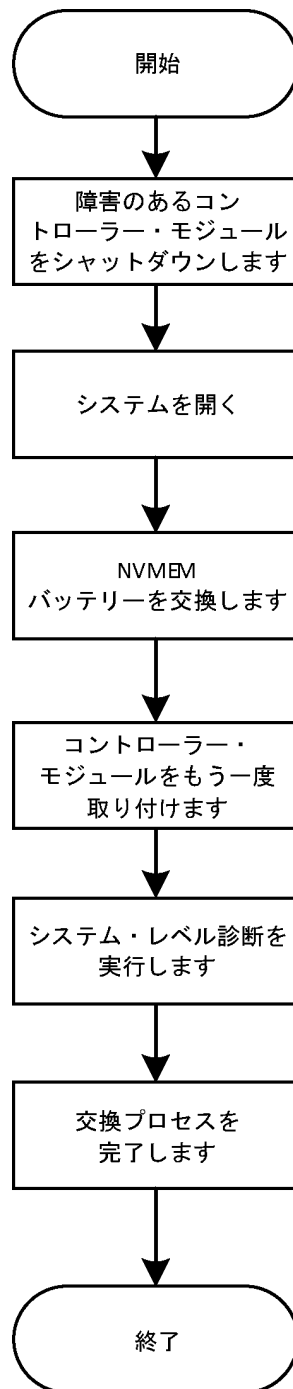 開始
障害のあるコン
トローラー・モジュール
をシャットダウンします
システムを開く
NVMEM
バッテリーを交換します
コントローラー・
モジュールをもう一度
取り付けます
システム・レベル診断を
実行します
交換プロセスを
完了します
終了